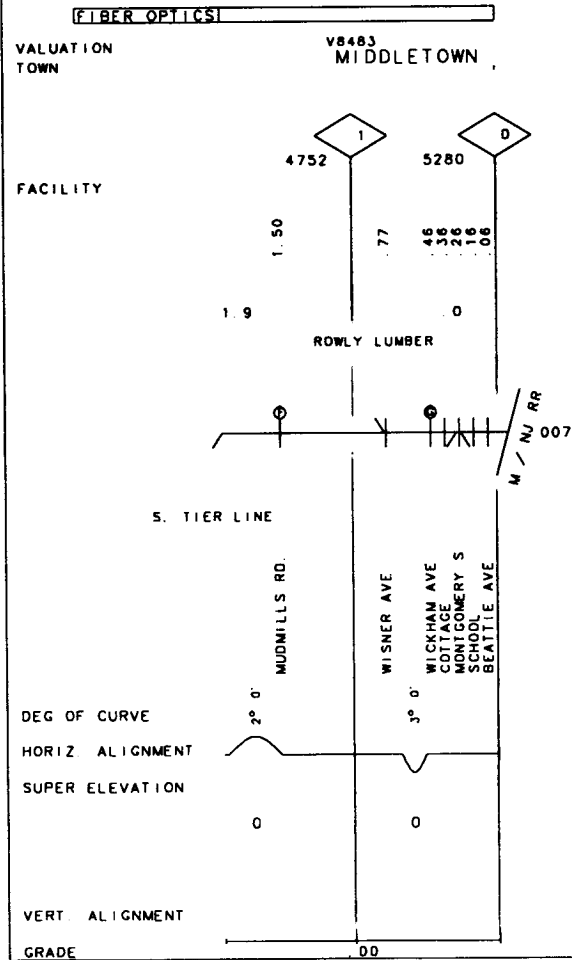 FIBER OPTICS
VALUATION V8483
TOWN MIDDLETOWN
1 0
4752 5280
FACILITY
1.50 .77 .46 .36 .26 .16 .06
1.9 .0
ROWLY LUMBER
F G
M / NJ RR
007
S. TIER LINE
MUDMILLS RD.
WISNER AVE
WICKHAM AVE
COTTAGE
MONTGOMERY S
SCHOOL
BEATTIE AVE
DEG OF CURVE 2° 0' 3° 0'
HORIZ. ALIGNMENT
SUPER ELEVATION
0 0
VERT. ALIGNMENT
GRADE .00